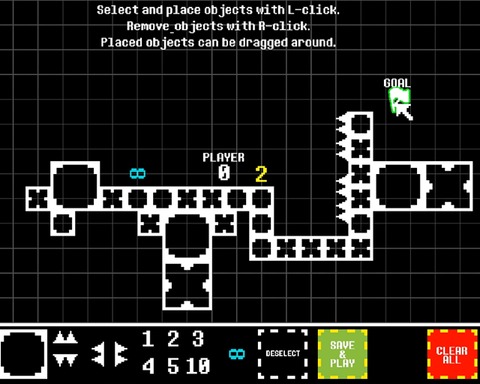 Select and place objects with L-click.
Remove objects with R-click.
Placed objects can be dragged around.
GOAL
PLAYER
∞ 0 2
1 2 3
4 5 10
∞
DESELECT
SAVE
&
PLAY
CLEAR
ALL